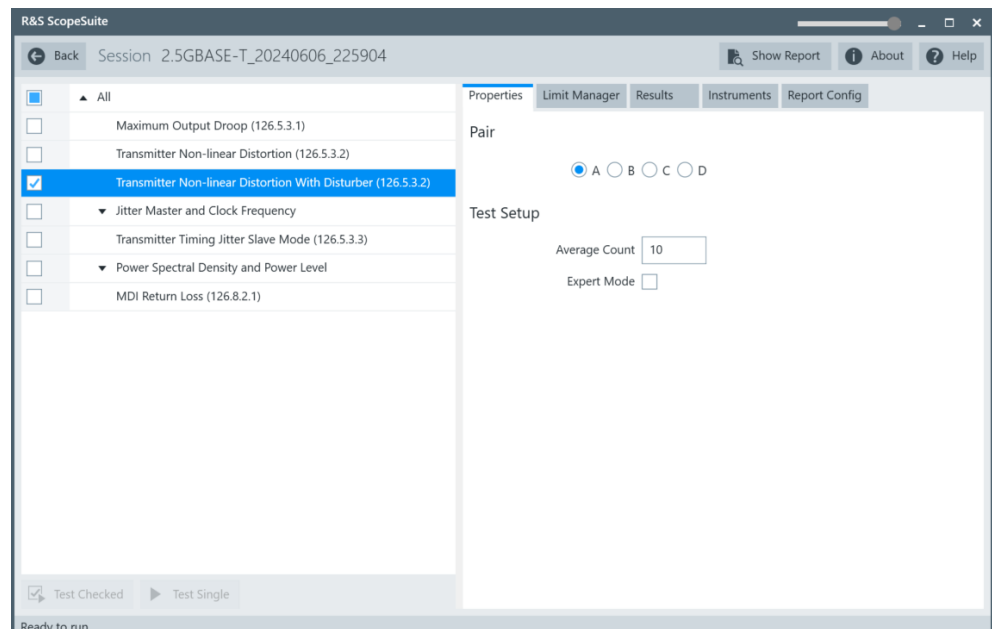 R&S ScopeSuite
Back Session 2.5GBASE-T_20240606_225904 Show Report About Help
All
Maximum Output Droop (126.5.3.1)
Transmitter Non-linear Distortion (126.5.3.2)
Transmitter Non-linear Distortion With Disturber (126.5.3.2)
Jitter Master and Clock Frequency
Transmitter Timing Jitter Slave Mode (126.5.3.3)
Power Spectral Density and Power Level
MDI Return Loss (126.8.2.1)
Properties Limit Manager Results Instruments Report Config
Pair
A B C D
Test Setup
Average Count 10
Expert Mode
Test Checked Test Single
Ready to run